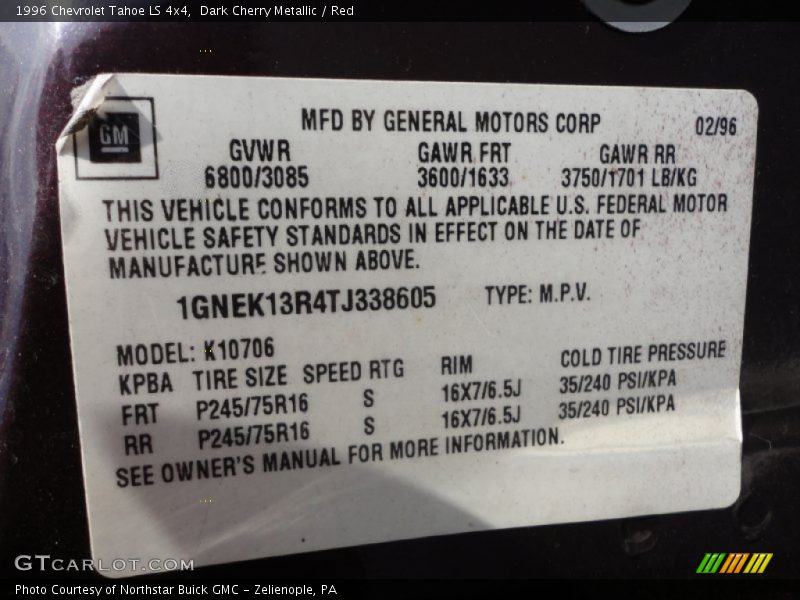 1996 Chevrolet Tahoe LS 4x4, Dark Cherry Metallic / Red
GM
MFD BY GENERAL MOTORS CORP 02/96
GVWR GAWR FRT GAWR RR
6800/3085 3600/1633 3750/1701 LB/KG
THIS VEHICLE CONFORMS TO ALL APPLICABLE U.S. FEDERAL MOTOR
VEHICLE SAFETY STANDARDS IN EFFECT ON THE DATE OF
MANUFACTURE SHOWN ABOVE.
1GNEK13R4TJ338605 TYPE: M.P.V.
MODEL: K10706
KPBA TIRE SIZE SPEED RTG RIM COLD TIRE PRESSURE
FRT P245/75R16 S 16X7/6.5J 35/240 PSI/KPA
RR P245/75R16 S 16X7/6.5J 35/240 PSI/KPA
SEE OWNER'S MANUAL FOR MORE INFORMATION.
GTCARLOT.COM
Photo Courtesy of Northstar Buick GMC - Zelienople, PA